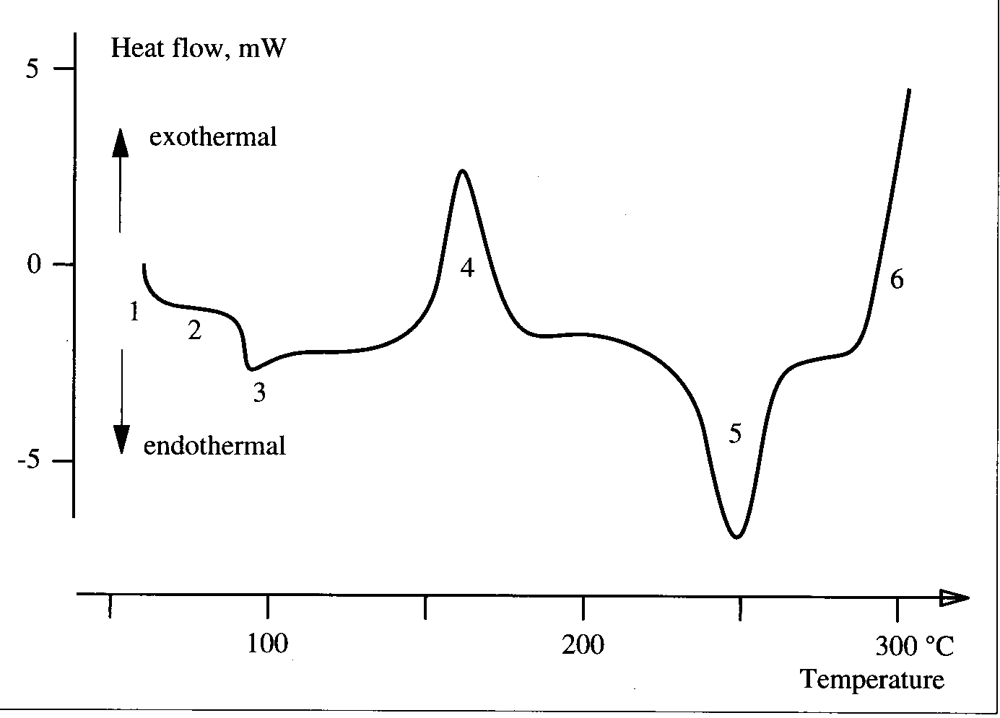 Heat flow, mW
5
exothermal
0
4
6
1
2
3
5
endothermal
-5
100
200
300 °C
Temperature